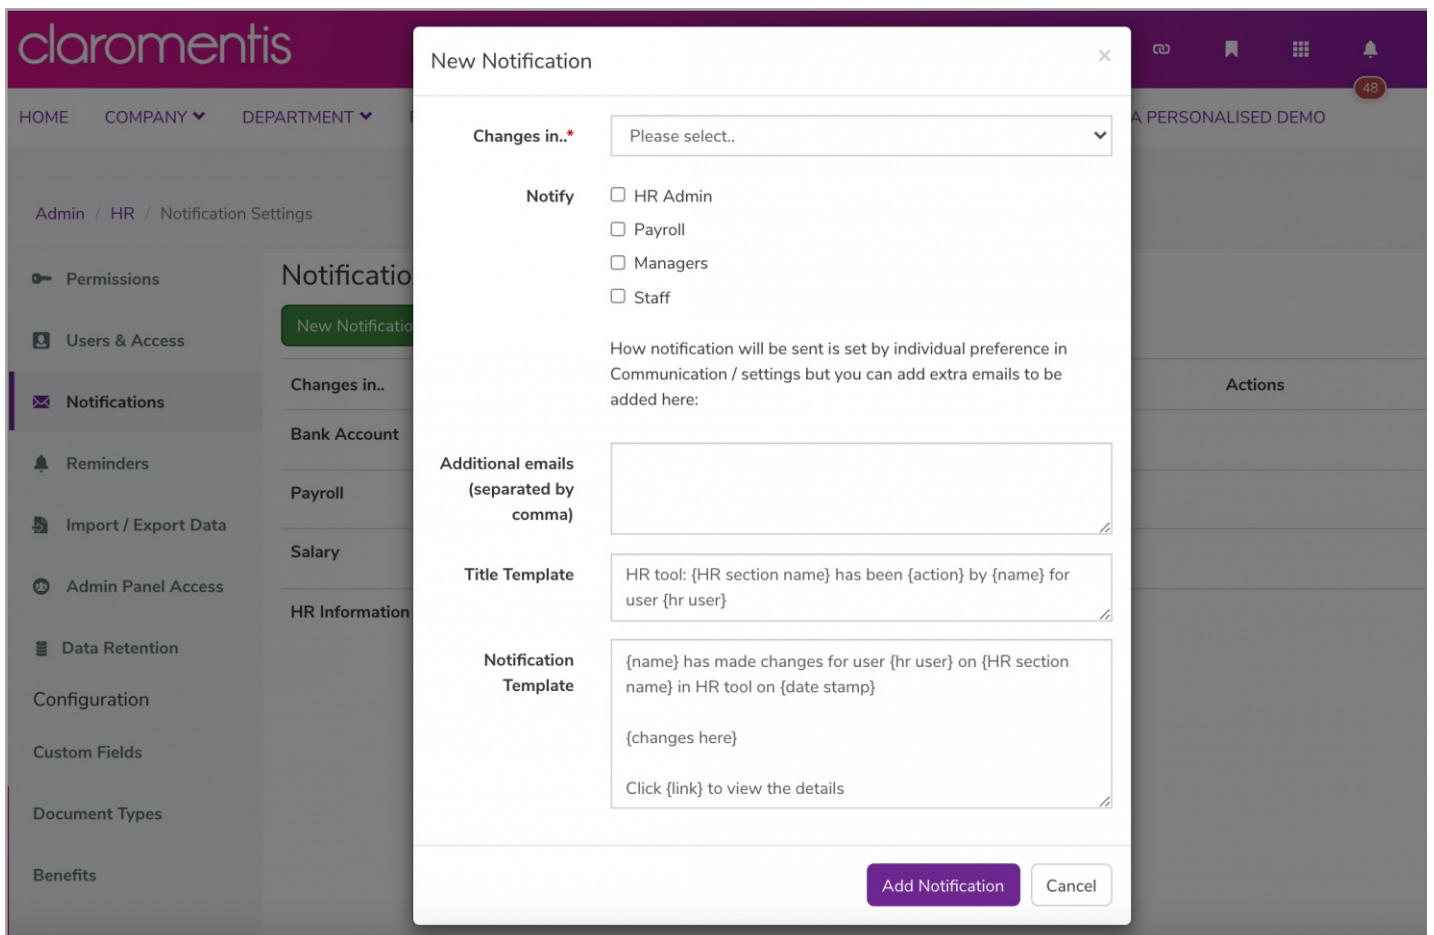 claromentis
48
HOME COMPANY DEPARTMENT A PERSONALISED DEMO
Admin / HR / Notification Settings
Permissions
Users & Access
Notifications
Reminders
Import / Export Data
Admin Panel Access
Data Retention
Configuration
Custom Fields
Document Types
Benefits
Notificatio
New Notificatio
Changes in.. Actions
Bank Account
Payroll
Salary
HR Information
New Notification ×
Changes in..* Please select..
Notify HR Admin
Payroll
Managers
Staff
How notification will be sent is set by individual preference in
Communication / settings but you can add extra emails to be
added here:
Additional emails
(separated by
comma)
Title Template
HR tool: {HR section name} has been {action} by {name} for
user {hr user}
Notification
Template
{name} has made changes for user {hr user} on {HR section
name} in HR tool on {date stamp}
{changes here}
Click {link} to view the details
Add Notification Cancel